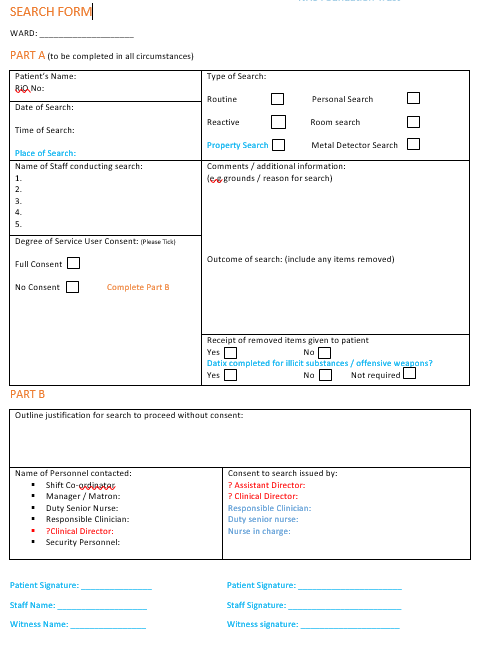 SEARCH FORM
WARD: ____________________
PART A (to be completed in all circumstances)
Patient's Name:
RiO No:
Date of Search:
Time of Search:
Place of Search:
Type of Search:
Routine
Personal Search
Reactive
Room search
Property Search
Metal Detector Search
Name of Staff conducting search:
1.
2.
3.
4.
5.
Comments / additional information:
(e.g grounds / reason for search)
Degree of Service User Consent: (Please Tick)
Full Consent
No Consent
Complete Part B
Outcome of search: (include any items removed)
Receipt of removed items given to patient
Yes
No
Datix completed for illicit substances / offensive weapons?
Yes
No
Not required
PART B
Outline justification for search to proceed without consent:
Name of Personnel contacted:
▪ Shift Co-ordinator:
▪ Manager / Matron:
▪ Duty Senior Nurse:
▪ Responsible Clinician:
▪ ?Clinical Director:
▪ Security Personnel:
Consent to search issued by:
? Assistant Director:
? Clinical Director:
Responsible Clinician:
Duty senior nurse:
Nurse in charge:
Patient Signature: ________________
Patient Signature: ________________
Staff Name: ________________
Staff Signature: ________________
Witness Name: ________________
Witness signature: ________________